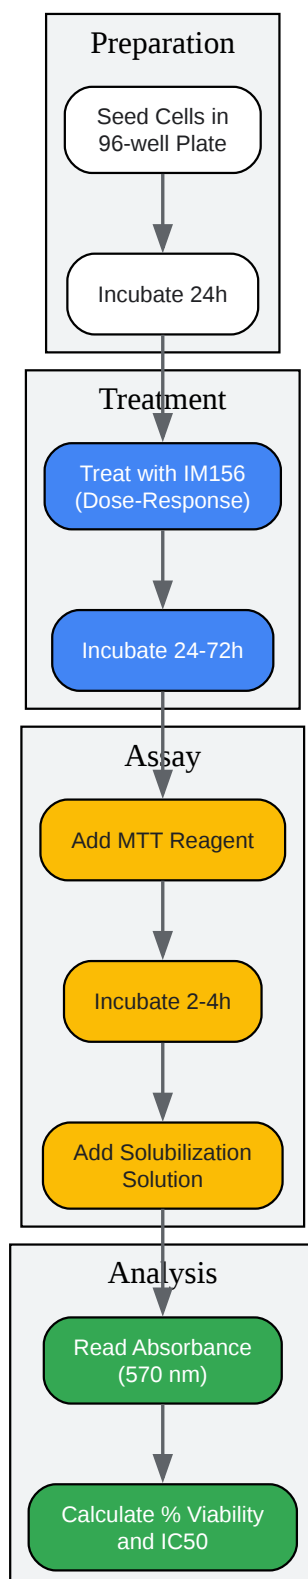 Preparation
Seed Cells in
96-well Plate
Incubate 24h
Treatment
Treat with IM156
(Dose-Response)
Incubate 24-72h
Assay
Add MTT Reagent
Incubate 2-4h
Add Solubilization
Solution
Analysis
Read Absorbance
(570 nm)
Calculate % Viability
and IC50